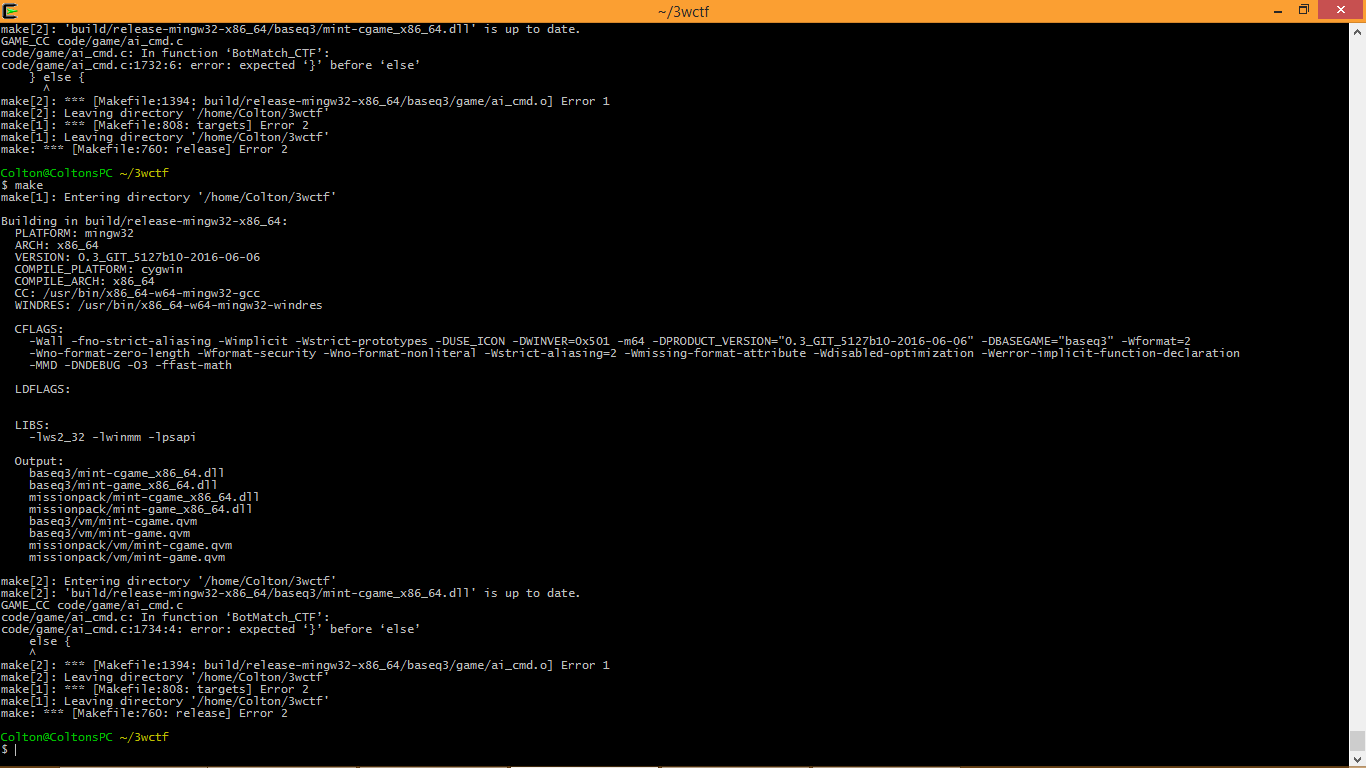 ~/3wctf
make[2]: 'build/release-mingw32-x86_64/baseq3/mint-cgame_x86_64.dll' is up to date.
GAME_CC code/game/ai_cmd.c
code/game/ai_cmd.c: In function ‘BotMatch_CTF’:
code/game/ai_cmd.c:1732:6: error: expected ‘}’ before ‘else’
    } else {
      ^
make[2]: *** [Makefile:1394: build/release-mingw32-x86_64/baseq3/game/ai_cmd.o] Error 1
make[2]: Leaving directory '/home/Colton/3wctf'
make[1]: *** [Makefile:808: targets] Error 2
make[1]: Leaving directory '/home/Colton/3wctf'
make: *** [Makefile:760: release] Error 2
Colton@ColtonsPC ~/3wctf
$ make
make[1]: Entering directory '/home/Colton/3wctf'
Building in build/release-mingw32-x86_64:
  PLATFORM: mingw32
  ARCH: x86_64
  VERSION: 0.3_GIT_5127b10-2016-06-06
  COMPILE_PLATFORM: cygwin
  COMPILE_ARCH: x86_64
  CC: /usr/bin/x86_64-w64-mingw32-gcc
  WINDRES: /usr/bin/x86_64-w64-mingw32-windres
  CFLAGS:
    -Wall -fno-strict-aliasing -Wimplicit -Wstrict-prototypes -DUSE_ICON -DWINVER=0x501 -m64 -DPRODUCT_VERSION="0.3_GIT_5127b10-2016-06-06" -DBASEGAME="baseq3" -Wformat=2
    -Wno-format-zero-length -Wformat-security -Wno-format-nonliteral -Wstrict-aliasing=2 -Wmissing-format-attribute -Wdisabled-optimization -Werror-implicit-function-declaration
    -MMD -DNDEBUG -O3 -ffast-math
  LDFLAGS:
  LIBS:
    -lws2_32 -lwinmm -lpsapi
  Output:
    baseq3/mint-cgame_x86_64.dll
    baseq3/mint-game_x86_64.dll
    missionpack/mint-cgame_x86_64.dll
    missionpack/mint-game_x86_64.dll
    baseq3/vm/mint-cgame.qvm
    baseq3/vm/mint-game.qvm
    missionpack/vm/mint-cgame.qvm
    missionpack/vm/mint-game.qvm
make[2]: Entering directory '/home/Colton/3wctf'
make[2]: 'build/release-mingw32-x86_64/baseq3/mint-cgame_x86_64.dll' is up to date.
GAME_CC code/game/ai_cmd.c
code/game/ai_cmd.c: In function ‘BotMatch_CTF’:
code/game/ai_cmd.c:1734:4: error: expected ‘}’ before ‘else’
    else {
    ^
make[2]: *** [Makefile:1394: build/release-mingw32-x86_64/baseq3/game/ai_cmd.o] Error 1
make[2]: Leaving directory '/home/Colton/3wctf'
make[1]: *** [Makefile:808: targets] Error 2
make[1]: Leaving directory '/home/Colton/3wctf'
make: *** [Makefile:760: release] Error 2
Colton@ColtonsPC ~/3wctf
$